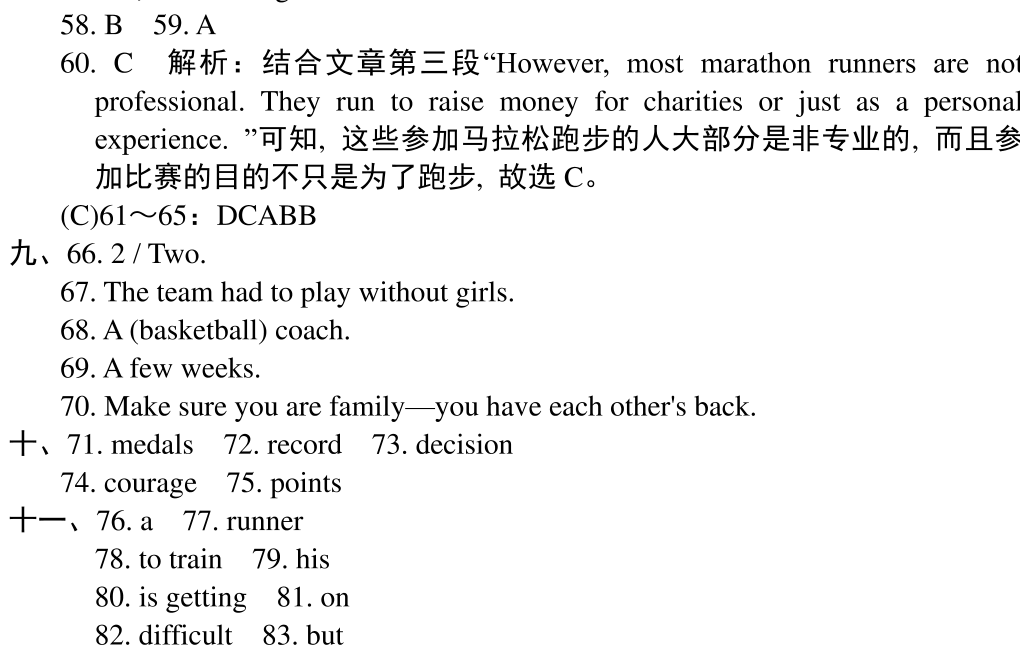 58. B 59. A
60. C 解析：结合文章第三段“However, most marathon runners are not
professional. They run to raise money for charities or just as a personal
experience. ”可知, 这些参加马拉松跑步的人大部分是非专业的, 而且参
加比赛的目的不只是为了跑步, 故选 C。
(C)61～65：DCABB
九、66. 2 / Two.
67. The team had to play without girls.
68. A (basketball) coach.
69. A few weeks.
70. Make sure you are family—you have each other's back.
十、71. medals 72. record 73. decision
74. courage 75. points
十一、76. a 77. runner
78. to train 79. his
80. is getting 81. on
82. difficult 83. but